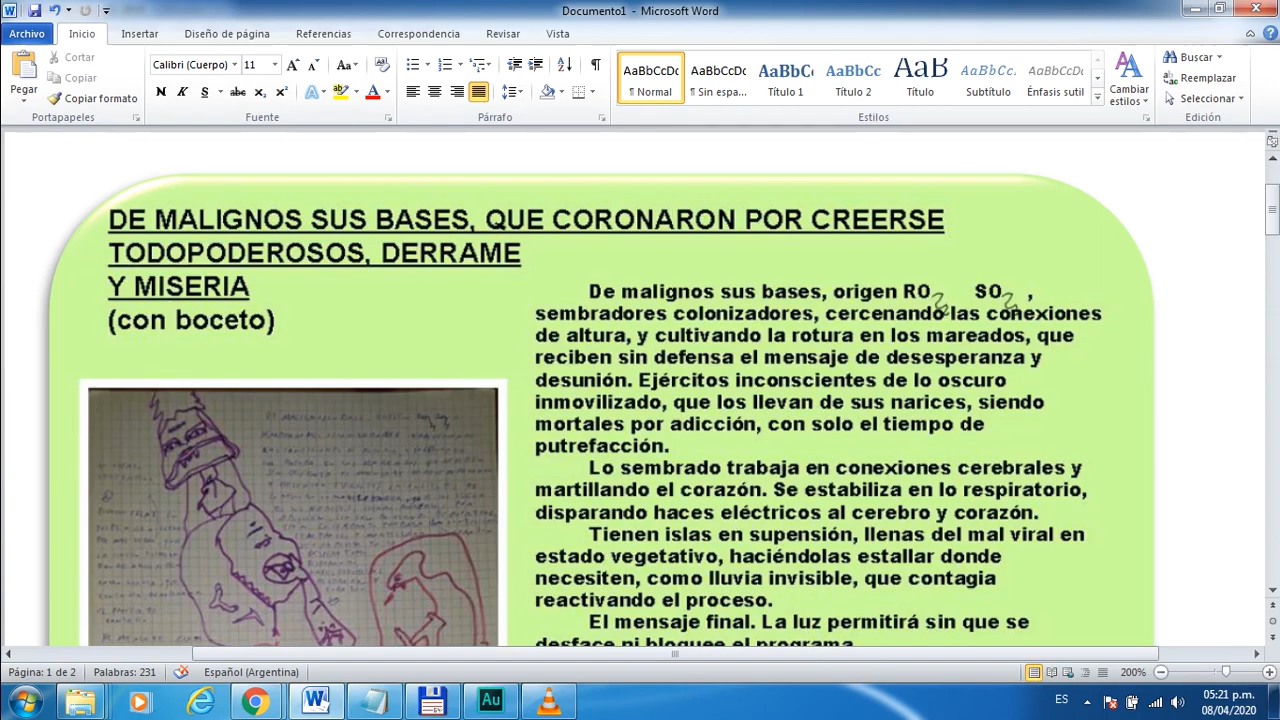 Documento1 - Microsoft Word
Archivo Inicio Insertar Diseño de página Referencias Correspondencia Revisar Vista
Pegar
Cortar
Copiar
Copiar formato
Portapapeles
Calibri (Cuerpo) 11
N K S abc x₂ x²
Fuente
Párrafo
AaBbCcDc AaBbCcDc AaBbC AaBbCc AaB AaBbCc. AaBbCcDc
¶ Normal ¶ Sin espa... Título 1 Título 2 Título Subtítulo Énfasis sutil
Cambiar
estilos
Estilos
Buscar
Reemplazar
Seleccionar
Edición
DE MALIGNOS SUS BASES, QUE CORONARON POR CREERSE
TODOPODEROSOS, DERRAME
Y MISERIA
(con boceto)
De malignos sus bases, origen RO SO ,
sembradores colonizadores, cercenando las conexiones
de altura, y cultivando la rotura en los mareados, que
reciben sin defensa el mensaje de desesperanza y
desunión. Ejércitos inconscientes de lo oscuro
inmovilizado, que los llevan de sus narices, siendo
mortales por adicción, con solo el tiempo de
putrefacción.
Lo sembrado trabaja en conexiones cerebrales y
martillando el corazón. Se estabiliza en lo respiratorio,
disparando haces eléctricos al cerebro y corazón.
Tienen islas en supensión, llenas del mal viral en
estado vegetativo, haciéndolas estallar donde
necesiten, como lluvia invisible, que contagia
reactivando el proceso.
El mensaje final. La luz permitirá sin que se
desface ni bloquee el programa
Página: 1 de 2 Palabras: 231 Español (Argentina) 200%
Au
ES
05:21 p.m.
08/04/2020